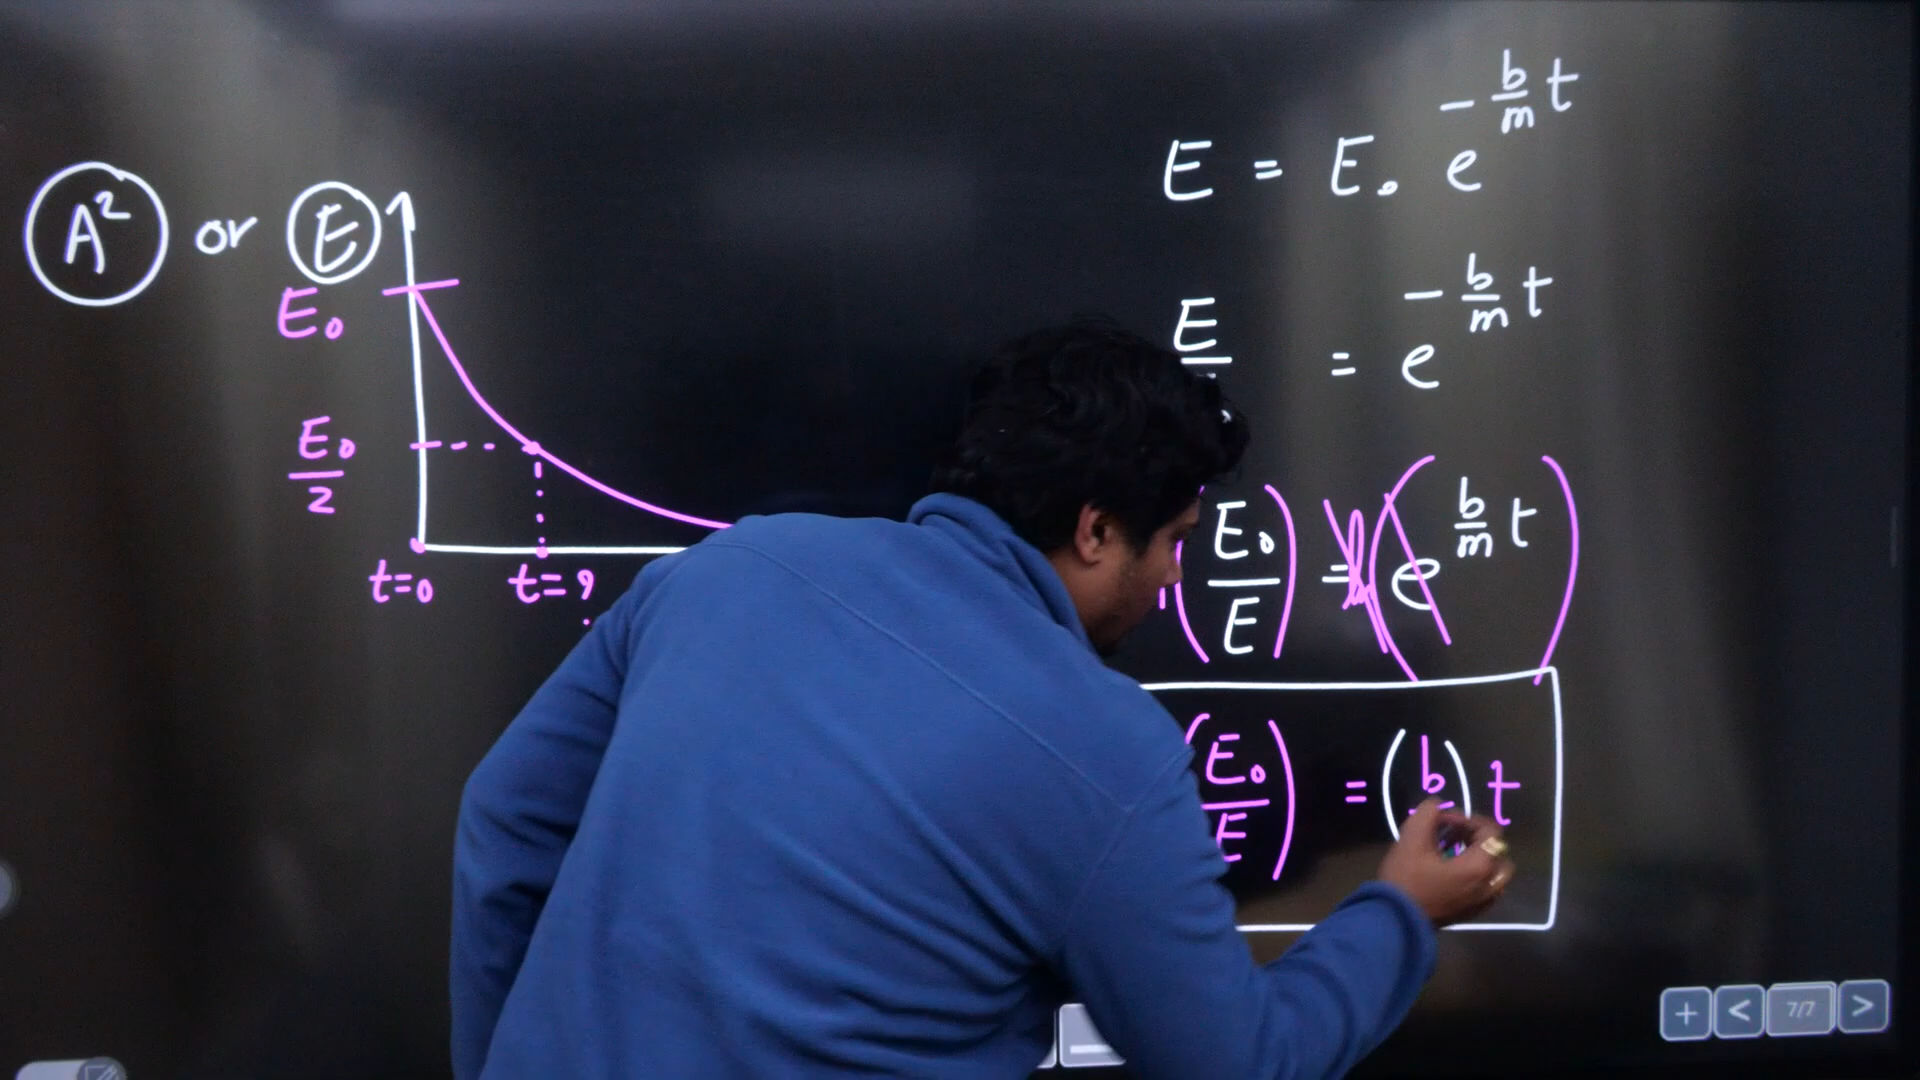 A² or E
E₀
E₀/2
t=0 t=?
E = E₀ e^(-b/m t)
E/ = e^(-b/m t)
(E₀/E) = (e^(b/m t))
(E₀/E) = (b/ ) t
+ < 7/7 >